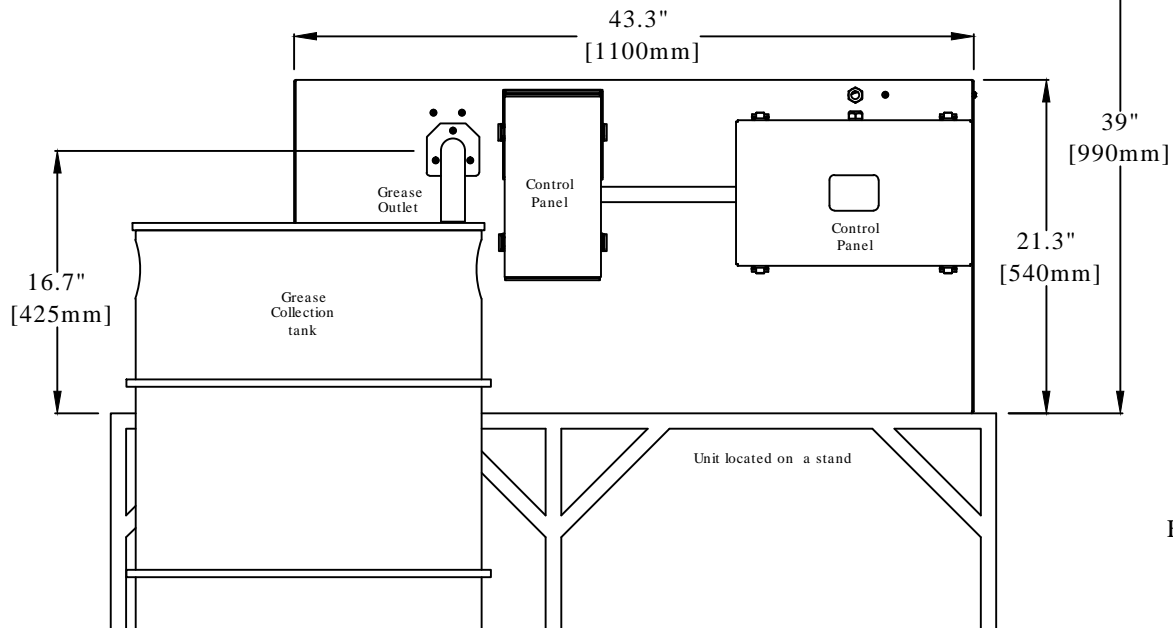 43.3"
[1100mm]
39"
[990mm]
Grease
Outlet
Control
Panel
Control
Panel
21.3"
[540mm]
16.7"
[425mm]
Grease
Collection
tank
Unit located on a stand